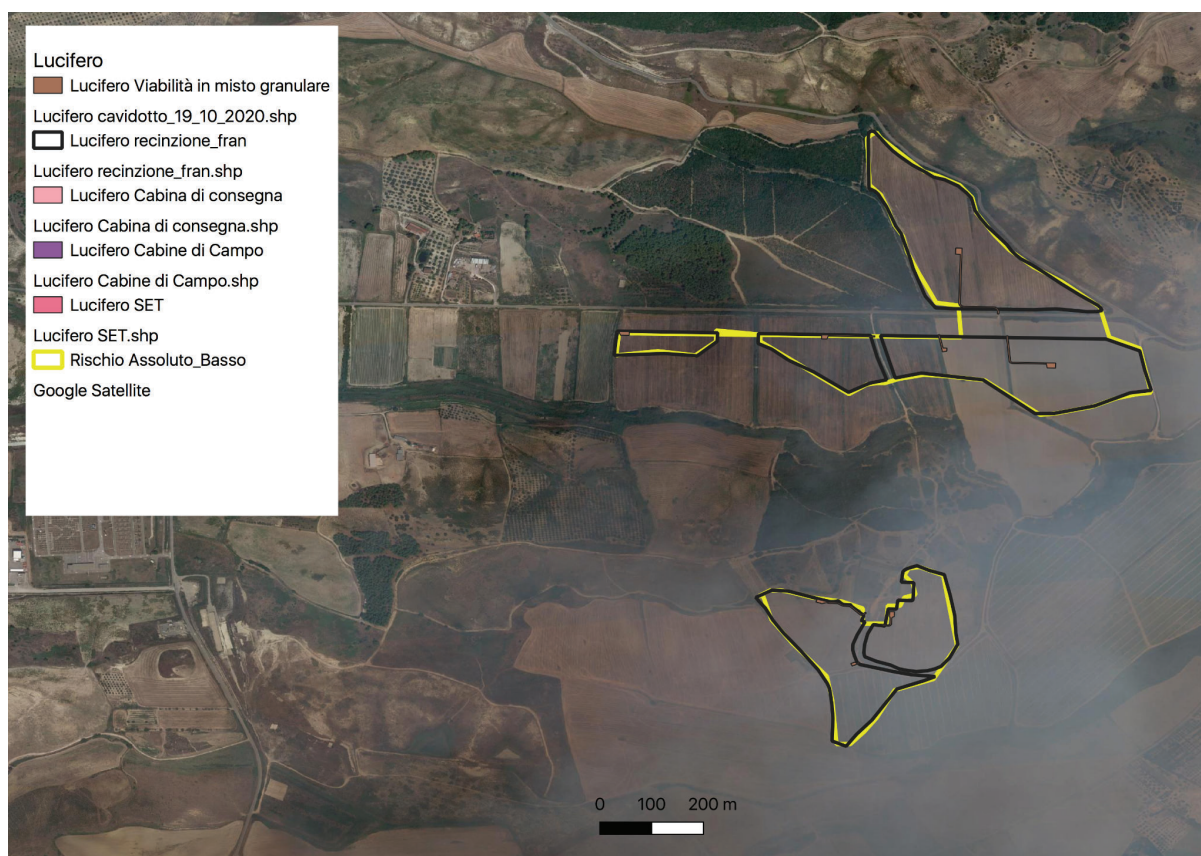 Lucifero
Lucifero Viabilità in misto granulare
Lucifero cavidotto_19_10_2020.shp
Lucifero recinzione_fran
Lucifero recinzione_fran.shp
Lucifero Cabina di consegna
Lucifero Cabina di consegna.shp
Lucifero Cabine di Campo
Lucifero Cabine di Campo.shp
Lucifero SET
Lucifero SET.shp
Rischio Assoluto_Basso
Google Satellite
0 100 200 m